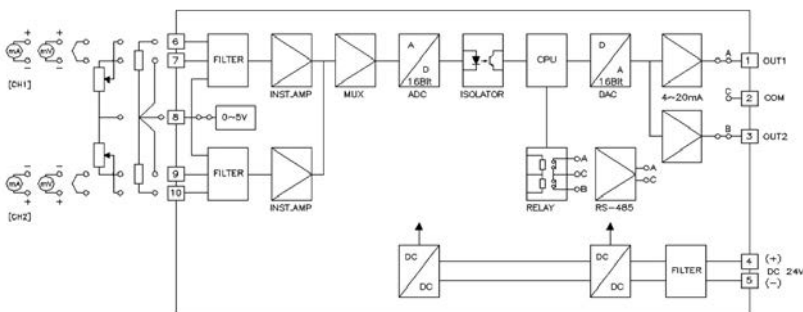 + + 
mA mV
− −
[CH1]
− −
mA mV
+ +
[CH2]
6
7
8
9
10
FILTER
0~5V
FILTER
INST.AMP
INST.AMP
MUX
A
D
16Bit
ADC
ISOLATOR
CPU
D
A
16Bit
DAC
4~20mA
A
1 OUT1
C
2 COM
B
3 OUT2
A
C
B
RELAY
A
C
RS-485
DC
DC
DC
DC
FILTER
4 (+)
DC 24V
5 (−)